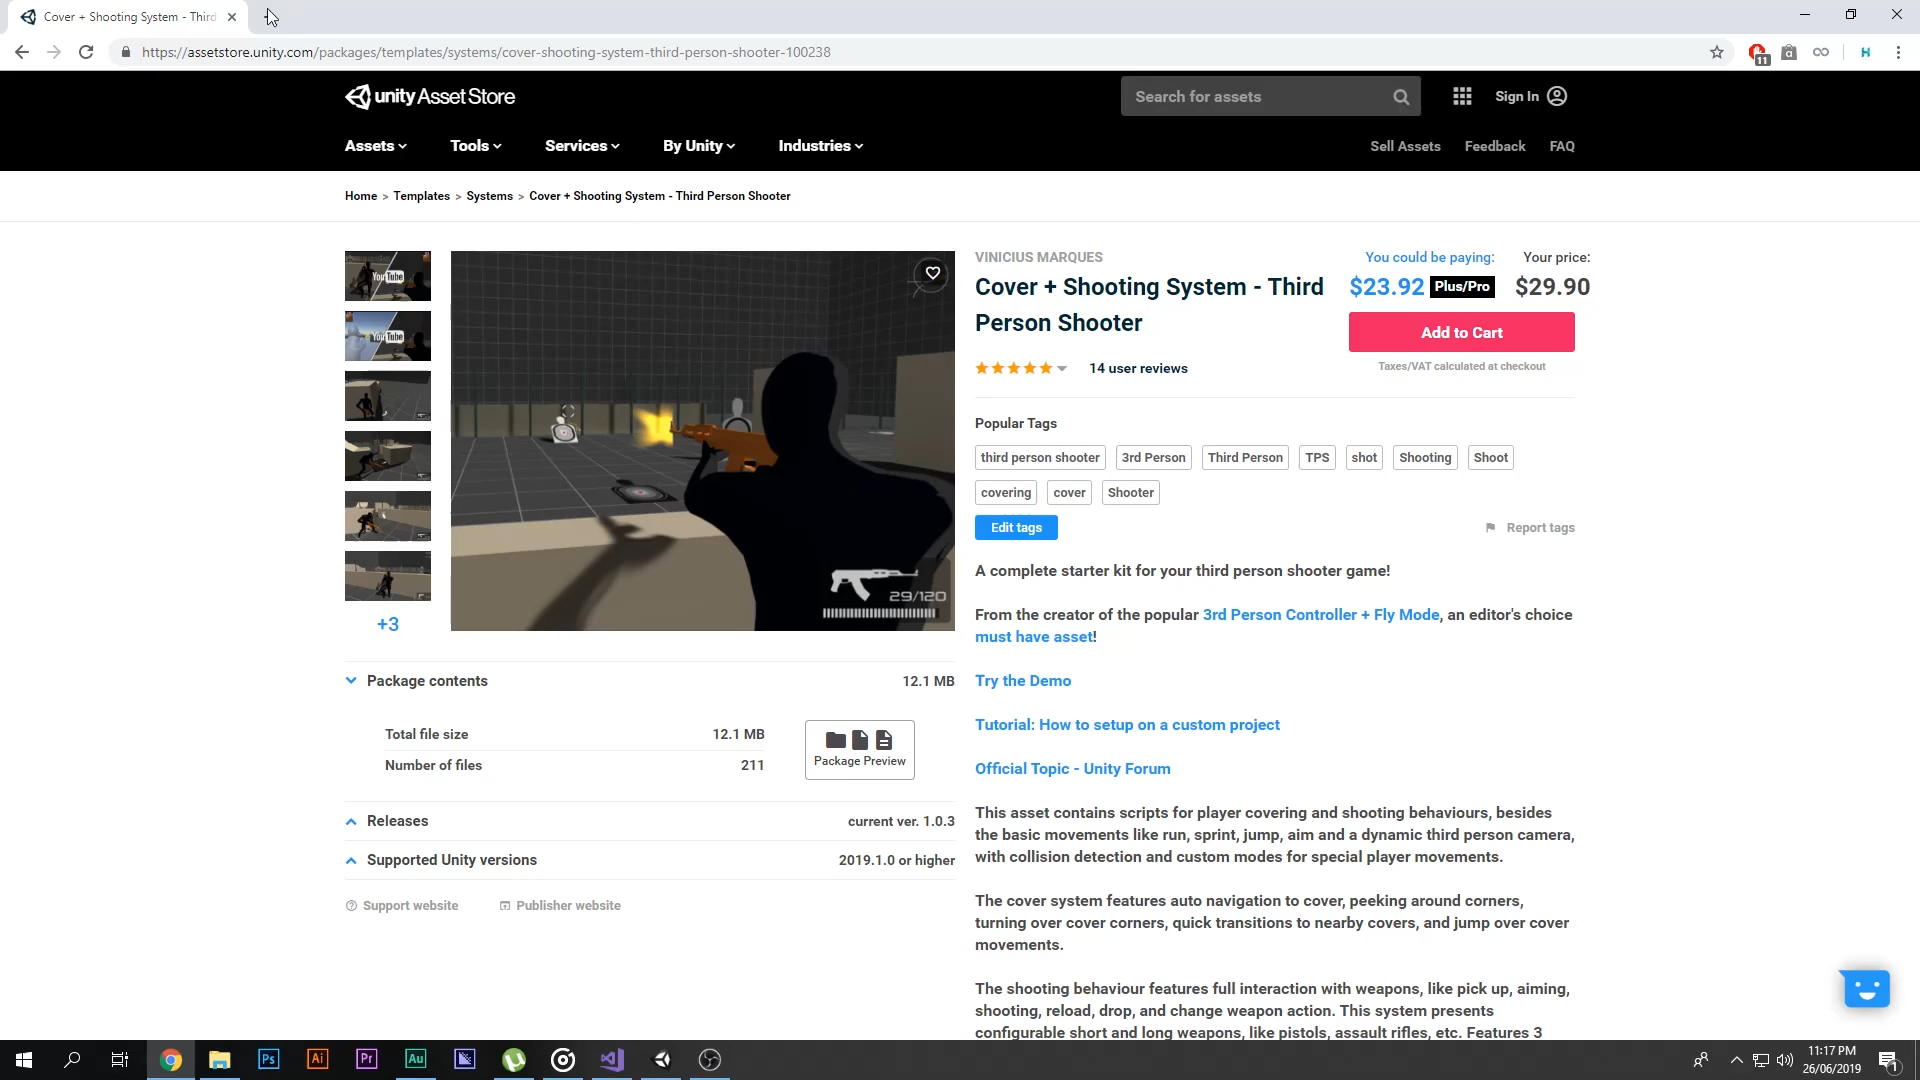 Cover + Shooting System - Third
https://assetstore.unity.com/packages/templates/systems/cover-shooting-system-third-person-shooter-100238
11
unity Asset Store
Search for assets
Sign In
Assets
Tools
Services
By Unity
Industries
Sell Assets
Feedback
FAQ
Home > Templates > Systems > Cover + Shooting System - Third Person Shooter
YouTube
YouTube
+3
29/120
VINICIUS MARQUES
Cover + Shooting System - Third
Person Shooter
You could be paying:
Your price:
$23.92 Plus/Pro
$29.90
Add to Cart
Taxes/VAT calculated at checkout
14 user reviews
Popular Tags
third person shooter
3rd Person
Third Person
TPS
shot
Shooting
Shoot
covering
cover
Shooter
Edit tags
Report tags
A complete starter kit for your third person shooter game!
From the creator of the popular 3rd Person Controller + Fly Mode, an editor's choice
must have asset!
Try the Demo
Tutorial: How to setup on a custom project
Official Topic - Unity Forum
This asset contains scripts for player covering and shooting behaviours, besides
the basic movements like run, sprint, jump, aim and a dynamic third person camera,
with collision detection and custom modes for special player movements.
The cover system features auto navigation to cover, peeking around corners,
turning over cover corners, quick transitions to nearby covers, and jump over cover
movements.
The shooting behaviour features full interaction with weapons, like pick up, aiming,
shooting, reload, drop, and change weapon action. This system presents
configurable short and long weapons, like pistols, assault rifles, etc. Features 3
Package contents
12.1 MB
Total file size
12.1 MB
Number of files
211
Package Preview
Releases
current ver. 1.0.3
Supported Unity versions
2019.1.0 or higher
Support website
Publisher website
Ps
Ai
Pr
Au
11:17 PM
26/06/2019
1